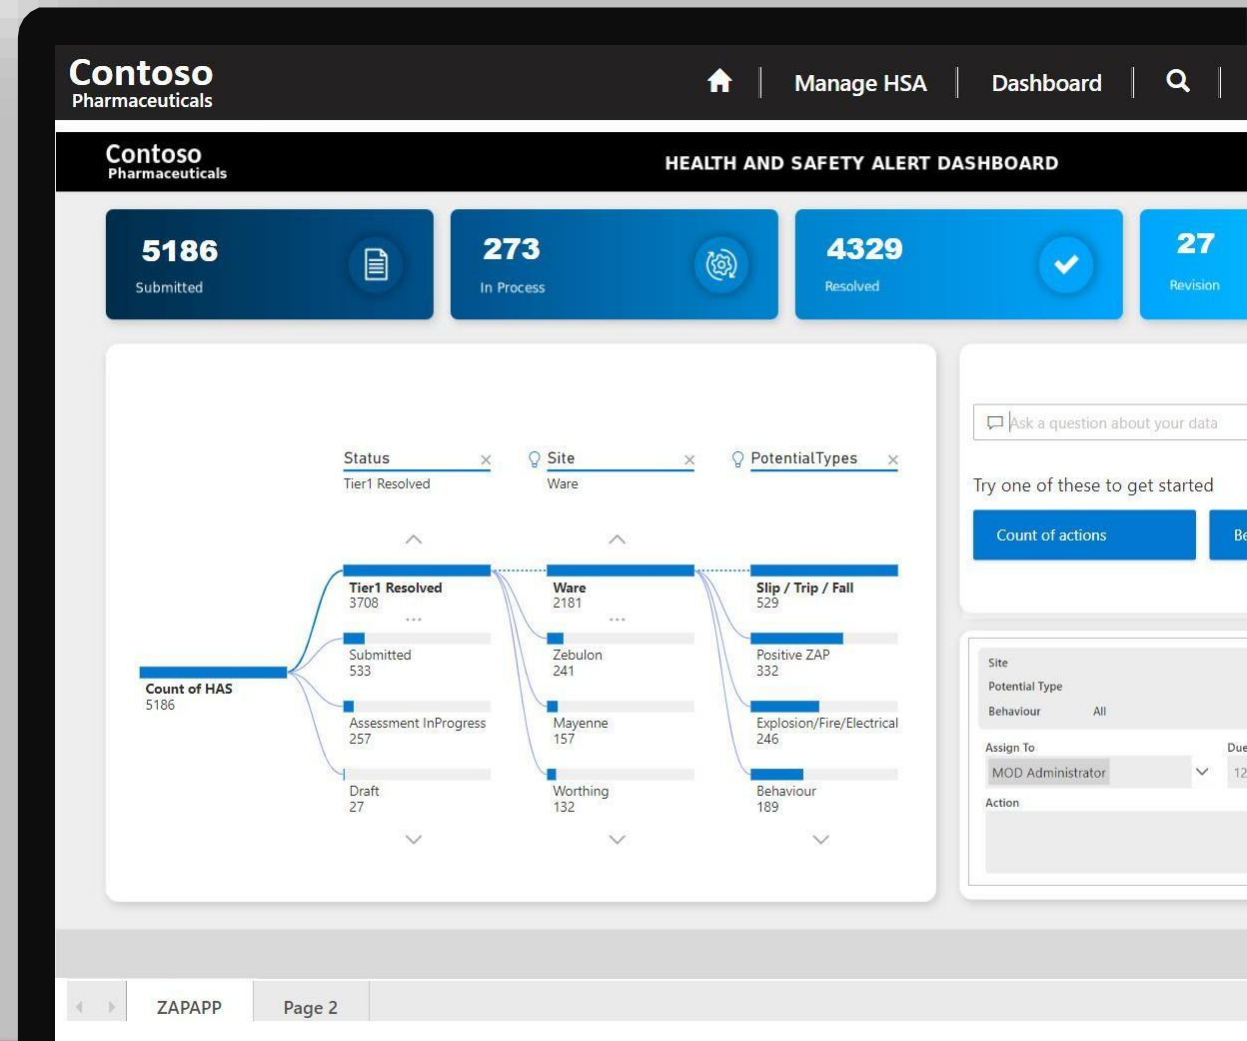 Contoso
Pharmaceuticals
Manage HSA
Dashboard
Contoso
Pharmaceuticals
HEALTH AND SAFETY ALERT DASHBOARD
5186
Submitted
273
In Process
4329
Resolved
27
Revision
Status
Tier1 Resolved
Site
Ware
PotentialTypes
Count of HAS
5186
Tier1 Resolved
3708
Submitted
533
Assessment InProgress
257
Draft
27
Ware
2181
Zebulon
241
Mayenne
157
Worthing
132
Slip / Trip / Fall
529
Positive ZAP
332
Explosion/Fire/Electrical
246
Behaviour
189
Ask a question about your data
Try one of these to get started
Count of actions
Be
Site
Potential Type
Behaviour All
Assign To
Due
MOD Administrator
12
Action
ZAPAPP
Page 2